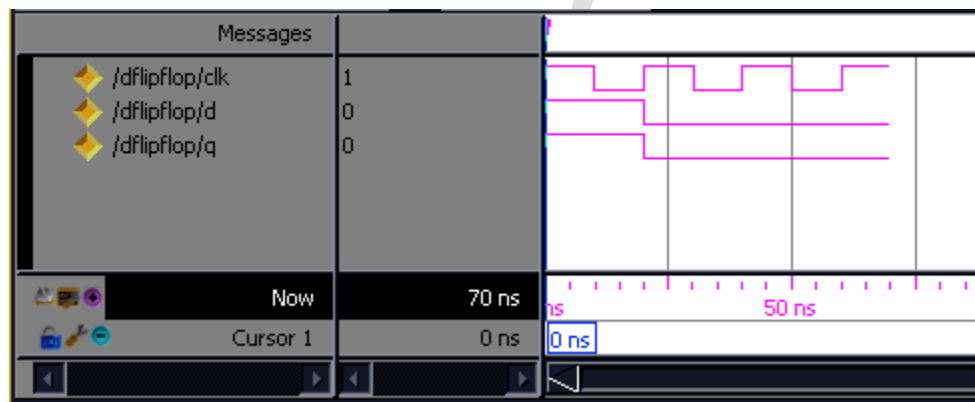 Messages
/dflipflop/clk 1
/dflipflop/d 0
/dflipflop/q 0
Now 70 ns ns 50 ns
Cursor 1 0 ns 0 ns